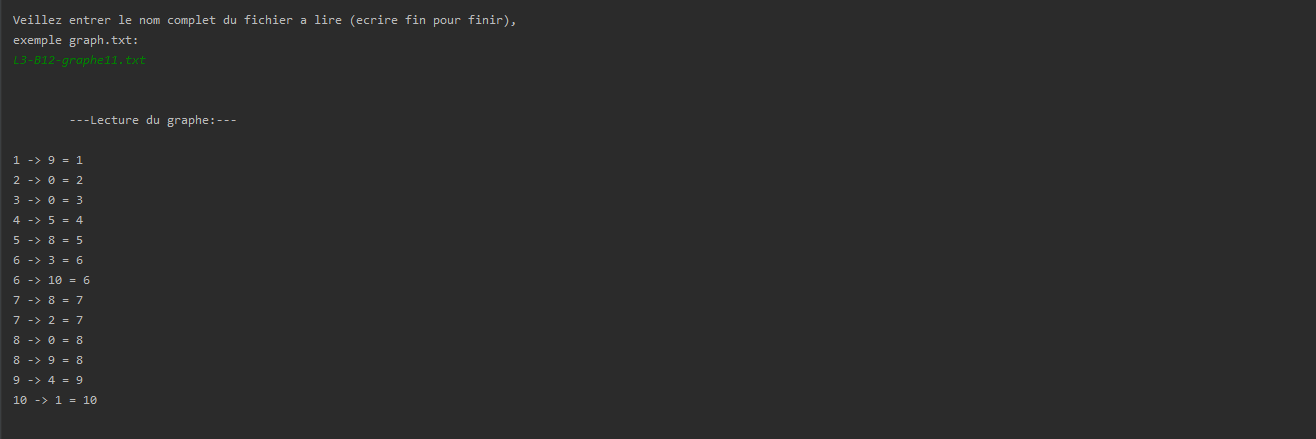 Veillez entrer le nom complet du fichier a lire (ecrire fin pour finir),
exemple graph.txt:
L3-B12-graphe11.txt
---Lecture du graphe:---
1 -> 9 = 1
2 -> 0 = 2
3 -> 0 = 3
4 -> 5 = 4
5 -> 8 = 5
6 -> 3 = 6
6 -> 10 = 6
7 -> 8 = 7
7 -> 2 = 7
8 -> 0 = 8
8 -> 9 = 8
9 -> 4 = 9
10 -> 1 = 10